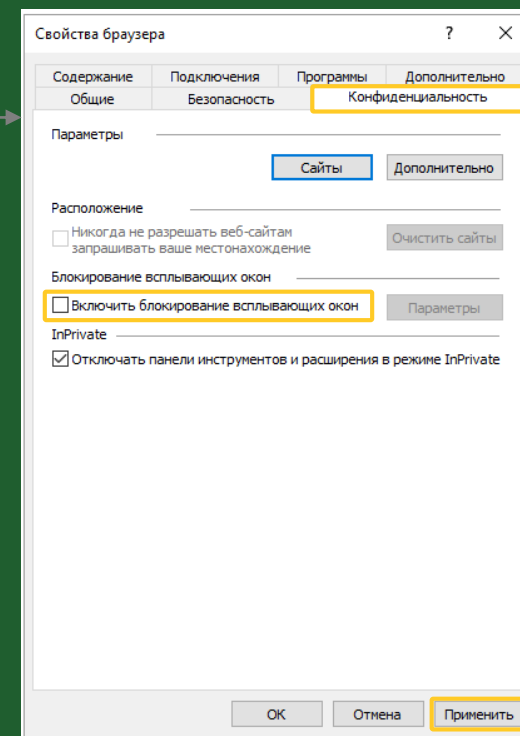 Свойства браузера ?
Содержание Подключения Программы Дополнительно
Общие Безопасность Конфиденциальность
Параметры
Сайты Дополнительно
Расположение
Никогда не разрешать веб-сайтам
запрашивать ваше местонахождение
Очистить сайты
Блокирование всплывающих окон
Включить блокирование всплывающих окон Параметры
InPrivate
Отключать панели инструментов и расширения в режиме InPrivate
ОК Отмена Применить